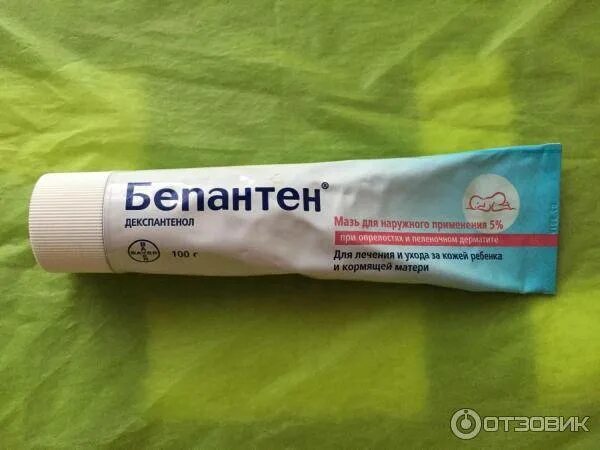 Бепантен®
ДЕКСПАНТЕНОЛ
BAYER
BAYER
100 г
Мазь для наружного применения 5%
при опрелостях и пеленочном дерматите
Для лечения и ухода за кожей ребенка
и кормящей матери
ОТЗОВИК